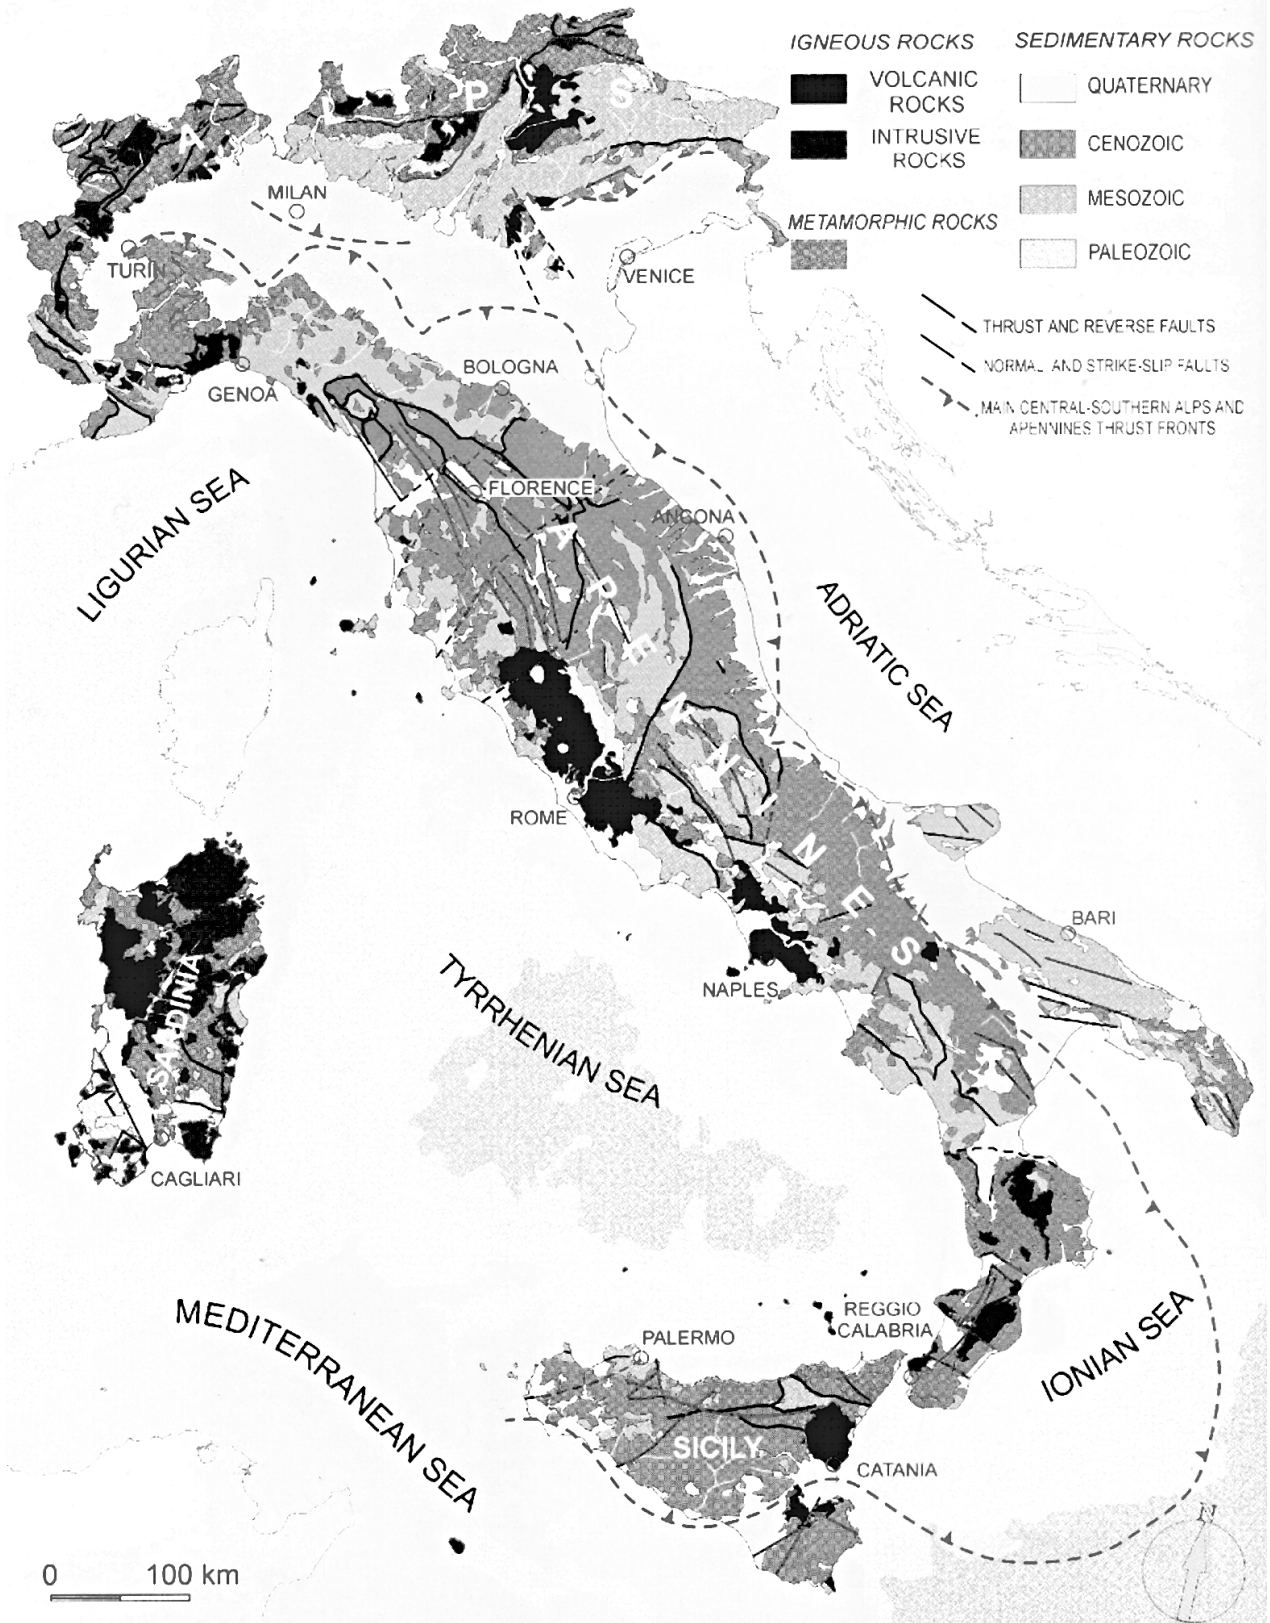 IGNEOUS ROCKS
VOLCANIC
ROCKS
INTRUSIVE
ROCKS
METAMORPHIC ROCKS
SEDIMENTARY ROCKS
QUATERNARY
CENOZOIC
MESOZOIC
PALEOZOIC
THRUST AND REVERSE FAULTS
NORMAL AND STRIKE-SLIP FAULTS
MAIN CENTRAL-SOUTHERN ALPS AND
APENNINES THRUST FRONTS
A L P S
MILAN
TURIN
VENICE
GENOA
BOLOGNA
FLORENCE
ANCONA
A P E N N I N E S
LIGURIAN SEA
ADRIATIC SEA
ROME
NAPLES
BARI
SARDINIA
CAGLIARI
TYRRHENIAN SEA
MEDITERRANEAN SEA
PALERMO
REGGIO
CALABRIA
IONIAN SEA
SICILY
CATANIA
0 100 km
N